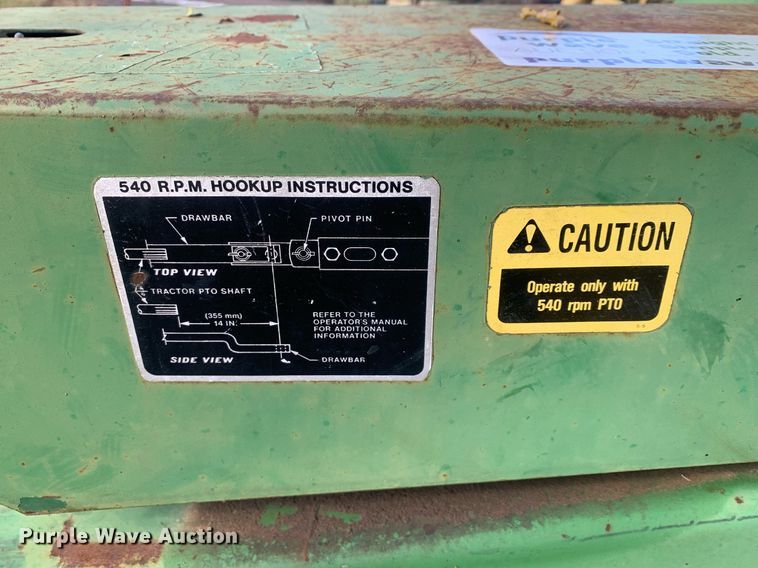 purplewave
540 R.P.M. HOOKUP INSTRUCTIONS
DRAWBAR
PIVOT PIN
TOP VIEW
TRACTOR PTO SHAFT
(355 mm)
14 IN.
REFER TO THE
OPERATOR'S MANUAL
FOR ADDITIONAL
INFORMATION
SIDE VIEW
DRAWBAR
CAUTION
Operate only with
540 rpm PTO
Purple Wave Auction